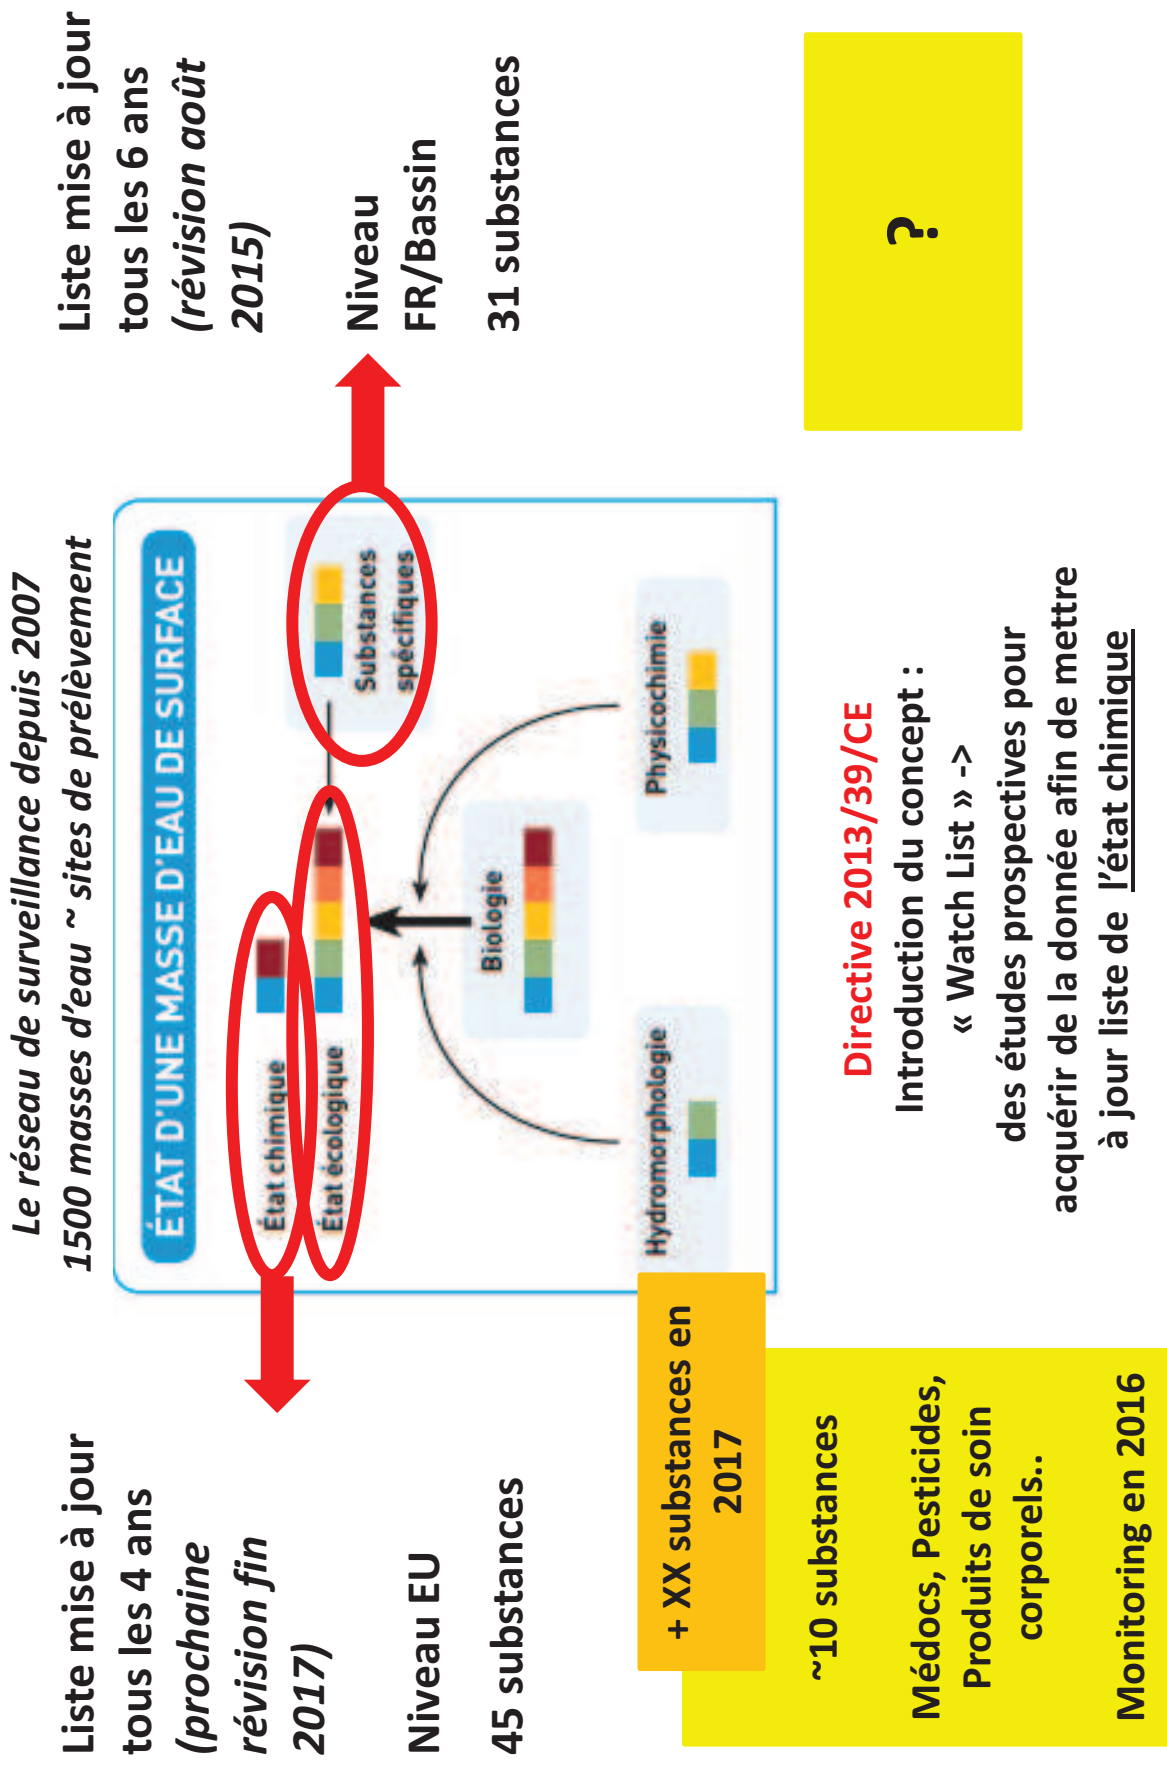 Le réseau de surveillance depuis 2007
1500 masses d'eau ~ sites de prélèvement
Liste mise à jour
tous les 4 ans
(prochaine
révision fin
2017)
Niveau EU
45 substances
+ XX substances en
2017
~10 substances
Médocs, Pesticides,
Produits de soin
corporels..
Monitoring en 2016
ÉTAT D'UNE MASSE D'EAU DE SURFACE
État chimique
État écologique
Substances
spécifiques
Biologie
Hydromorphologie
Physicochimie
Directive 2013/39/CE
Introduction du concept :
« Watch List » ->
des études prospectives pour
acquérir de la donnée afin de mettre
à jour liste de l'état chimique
Liste mise à jour
tous les 6 ans
(révision août
2015)
Niveau
FR/Bassin
31 substances
?